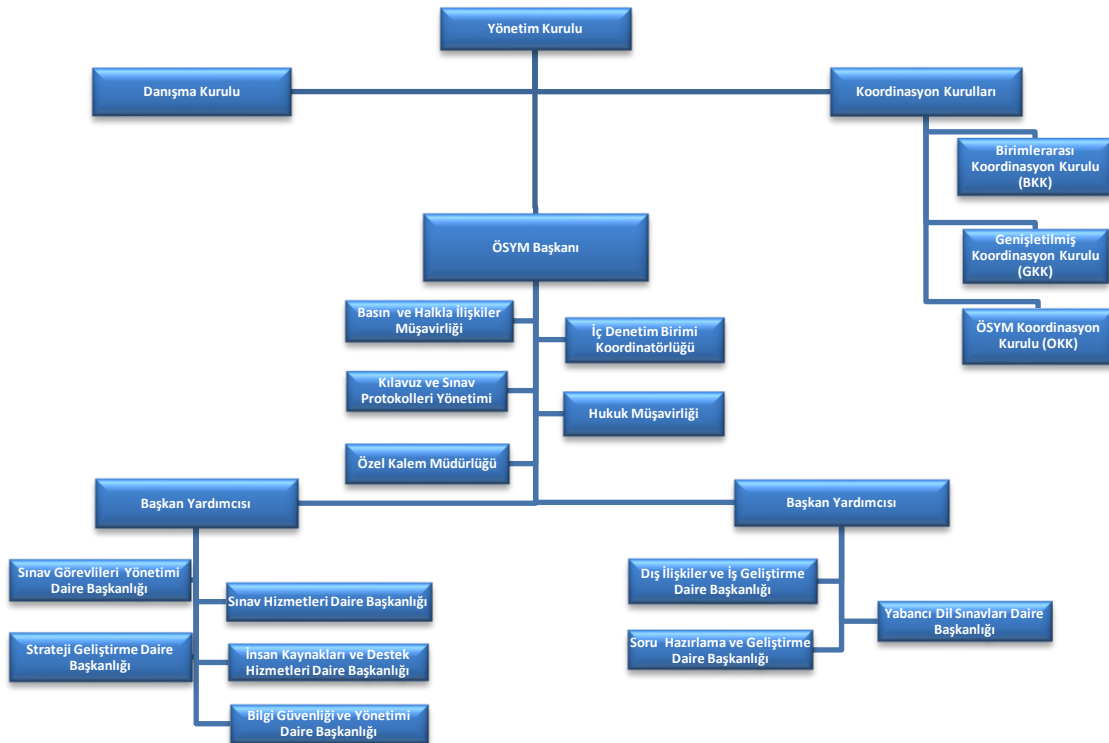 Yönetim Kurulu
Danışma Kurulu
Koordinasyon Kurulları
Birimlerarası
Koordinasyon Kurulu
(BKK)
Genişletilmiş
Koordinasyon Kurulu
(GKK)
ÖSYM Koordinasyon
Kurulu (OKK)
ÖSYM Başkanı
Basın ve Halkla İlişkiler
Müşavirliği
İç Denetim Birimi
Koordinatörlüğü
Kılavuz ve Sınav
Protokolleri Yönetimi
Hukuk Müşavirliği
Özel Kalem Müdürlüğü
Başkan Yardımcısı
Sınav Görevlileri Yönetimi
Daire Başkanlığı
Sınav Hizmetleri Daire Başkanlığı
Strateji Geliştirme Daire
Başkanlığı
İnsan Kaynakları ve Destek
Hizmetleri Daire Başkanlığı
Bilgi Güvenliği ve Yönetimi
Daire Başkanlığı
Başkan Yardımcısı
Dış İlişkiler ve İş Geliştirme
Daire Başkanlığı
Yabancı Dil Sınavları Daire
Başkanlığı
Soru Hazırlama ve Geliştirme
Daire Başkanlığı